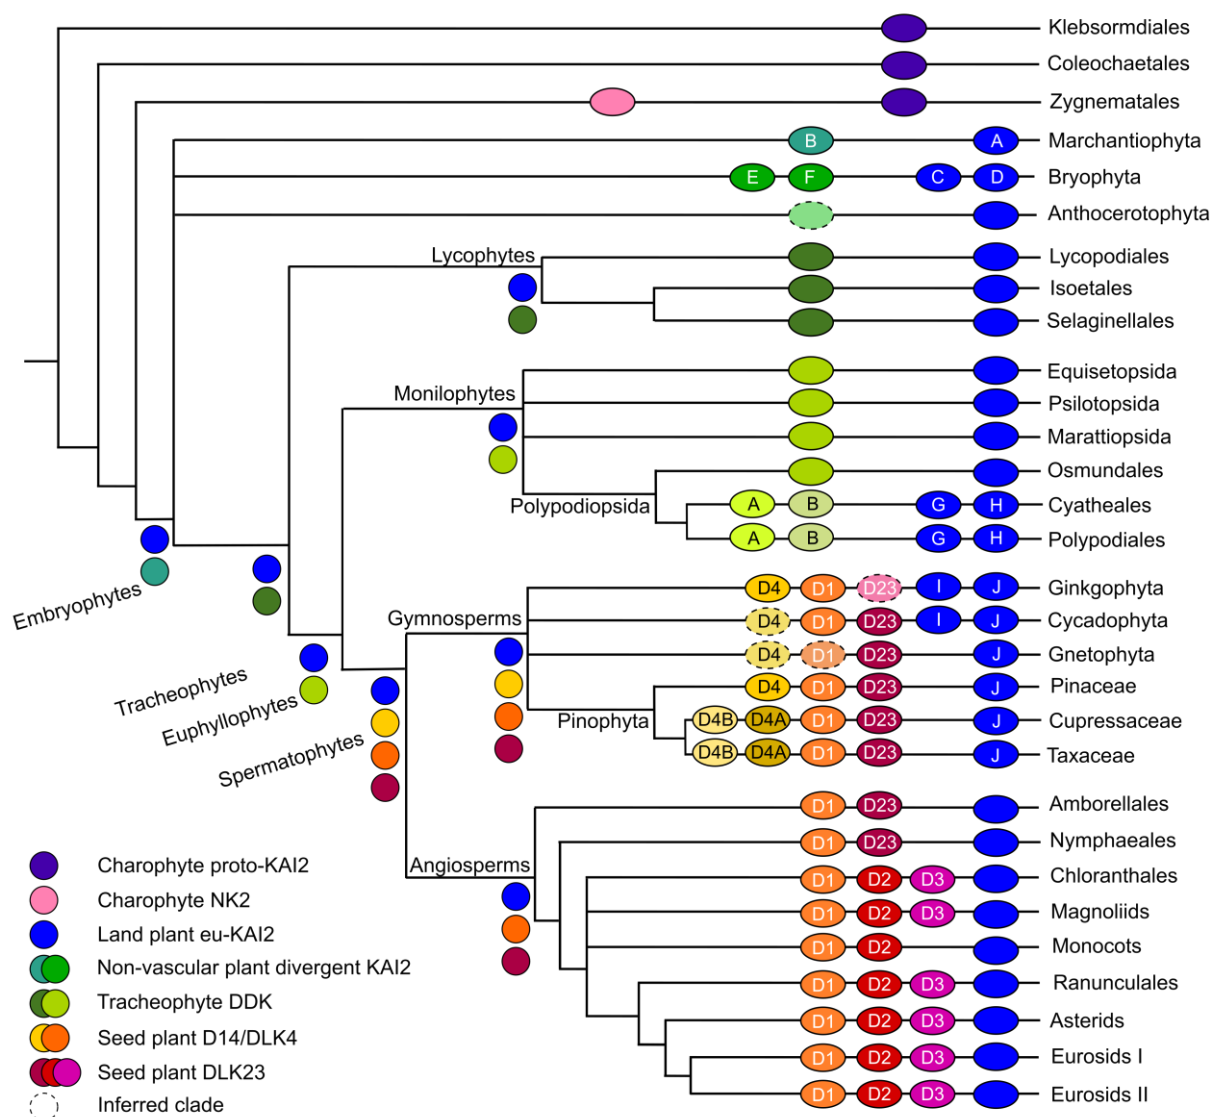 Klebsormdiales
Coleochaetales
Zygnematales
B A Marchantiophyta
E F C D Bryophyta
Anthocerotophyta
Lycophytes
Lycopodiales
Isoetales
Selaginellales
Equisetopsida
Monilophytes
Psilotopsida
Marattiopsida
Osmundales
Polypodiopsida
A B G H Cyatheales
A B G H Polypodiales
Embryophytes
D4 D1 D23 I J Ginkgophyta
Gymnosperms
D4 D1 D23 I J Cycadophyta
D4 D1 D23 J Gnetophyta
Tracheophytes
D4 D1 D23 J Pinaceae
Euphyllophytes
Pinophyta
D4B D4A D1 D23 J Cupressaceae
Spermatophytes
D4B D4A D1 D23 J Taxaceae
D1 D23 Amborellales
D1 D23 Nymphaeales
Angiosperms
D1 D2 D3 Chloranthales
D1 D2 D3 Magnoliids
D1 D2 Monocots
D1 D2 D3 Ranunculales
D1 D2 D3 Asterids
D1 D2 D3 Eurosids I
D1 D2 D3 Eurosids II
Charophyte proto-KAI2
Charophyte NK2
Land plant eu-KAI2
Non-vascular plant divergent KAI2
Tracheophyte DDK
Seed plant D14/DLK4
Seed plant DLK23
Inferred clade